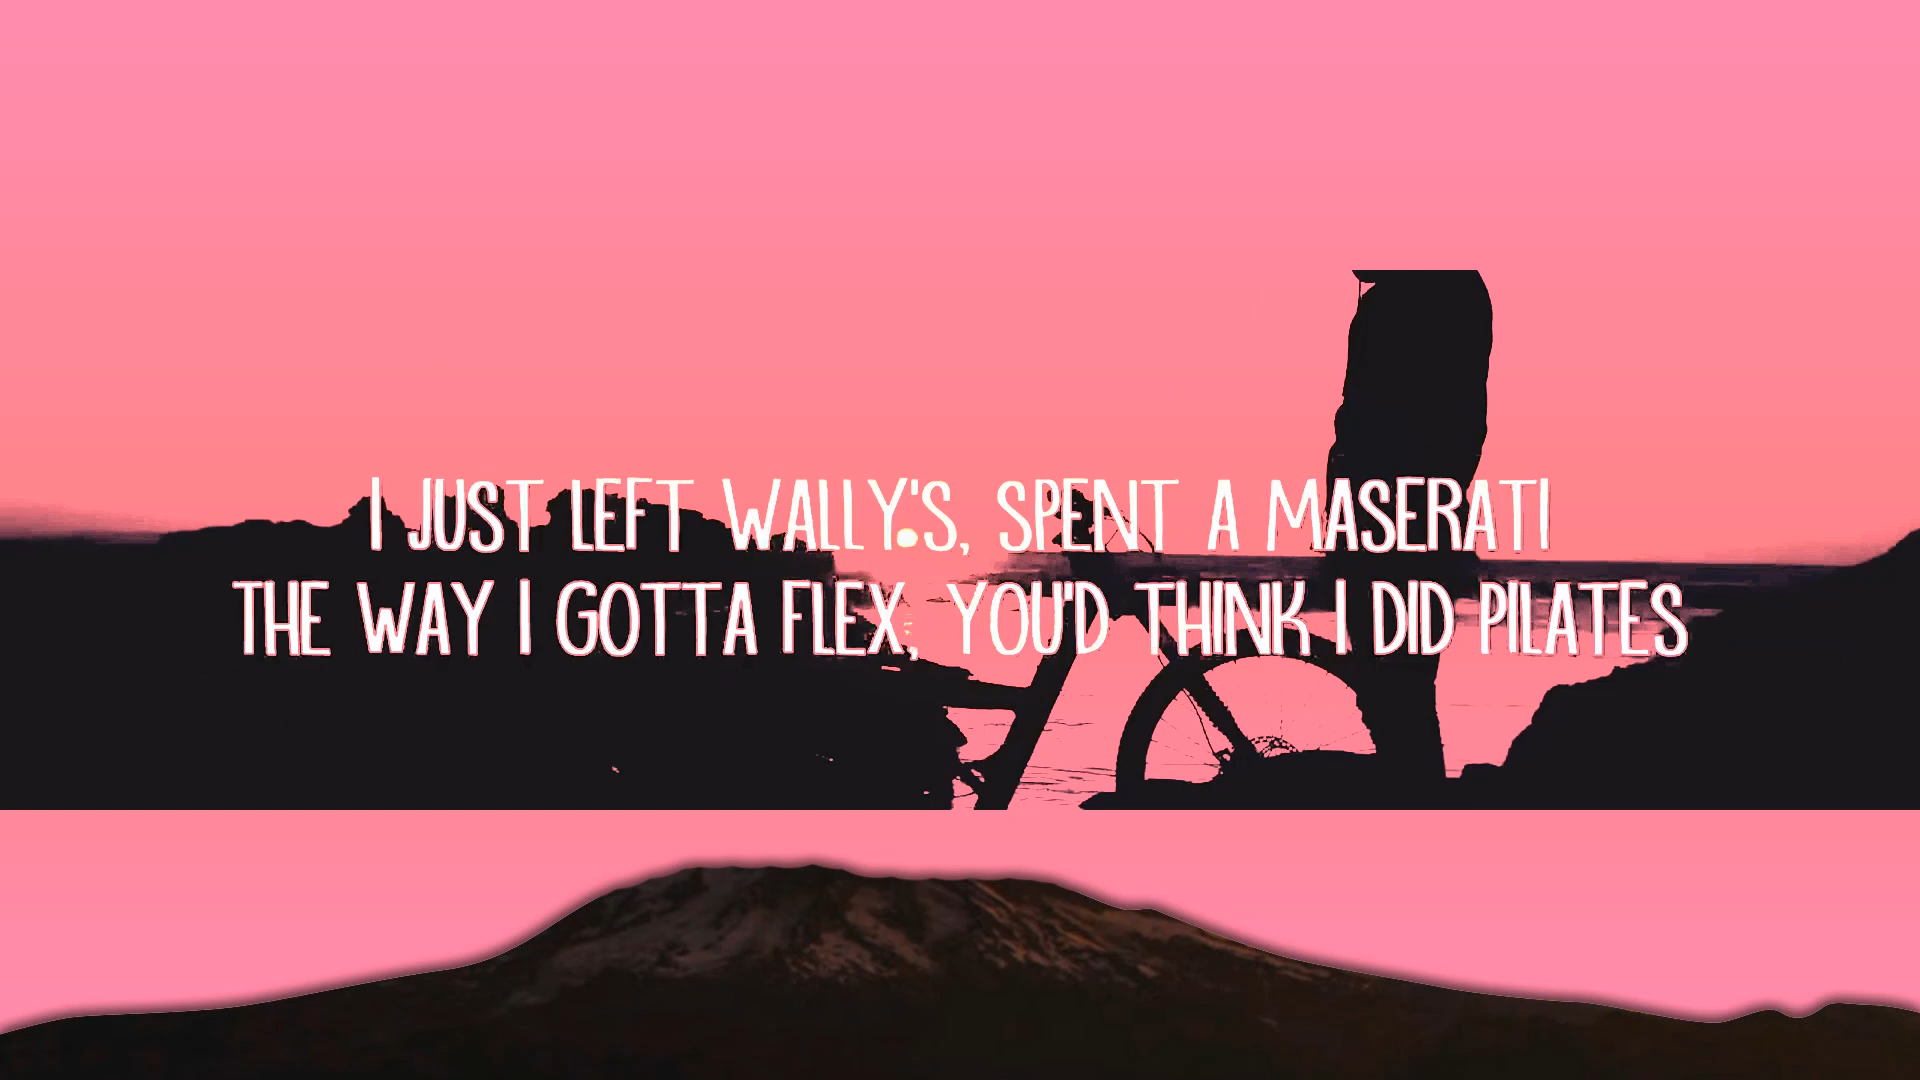 I JUST LEFT WALLY'S, SPENT A MASERATI
THE WAY I GOTTA FLEX, YOU'D THINK I DID PILATES